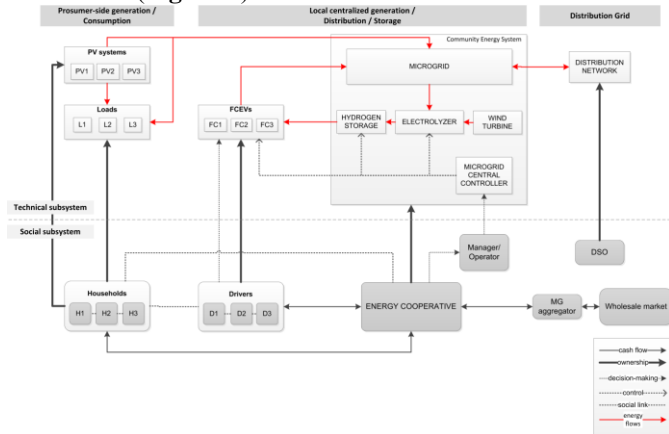 Prosumer-side generation /
Consumption
Local centralized generation /
Distribution / Storage
Distribution Grid
Community Energy System
PV systems
PV1 PV2 PV3
MICROGRID
DISTRIBUTION
NETWORK
Loads
L1 L2 L3
FCEVs
FC1 FC2 FC3
HYDROGEN
STORAGE
ELECTROLYZER
WIND
TURBINE
MICROGRID
CENTRAL
CONTROLLER
Technical subsystem
Social subsystem
Manager/
Operator
DSO
Households
H1 H2 H3
Drivers
D1 D2 D3
ENERGY COOPERATIVE
MG
aggregator
Wholesale market
cash flow
ownership
decision-making
control
social link
energy
flows